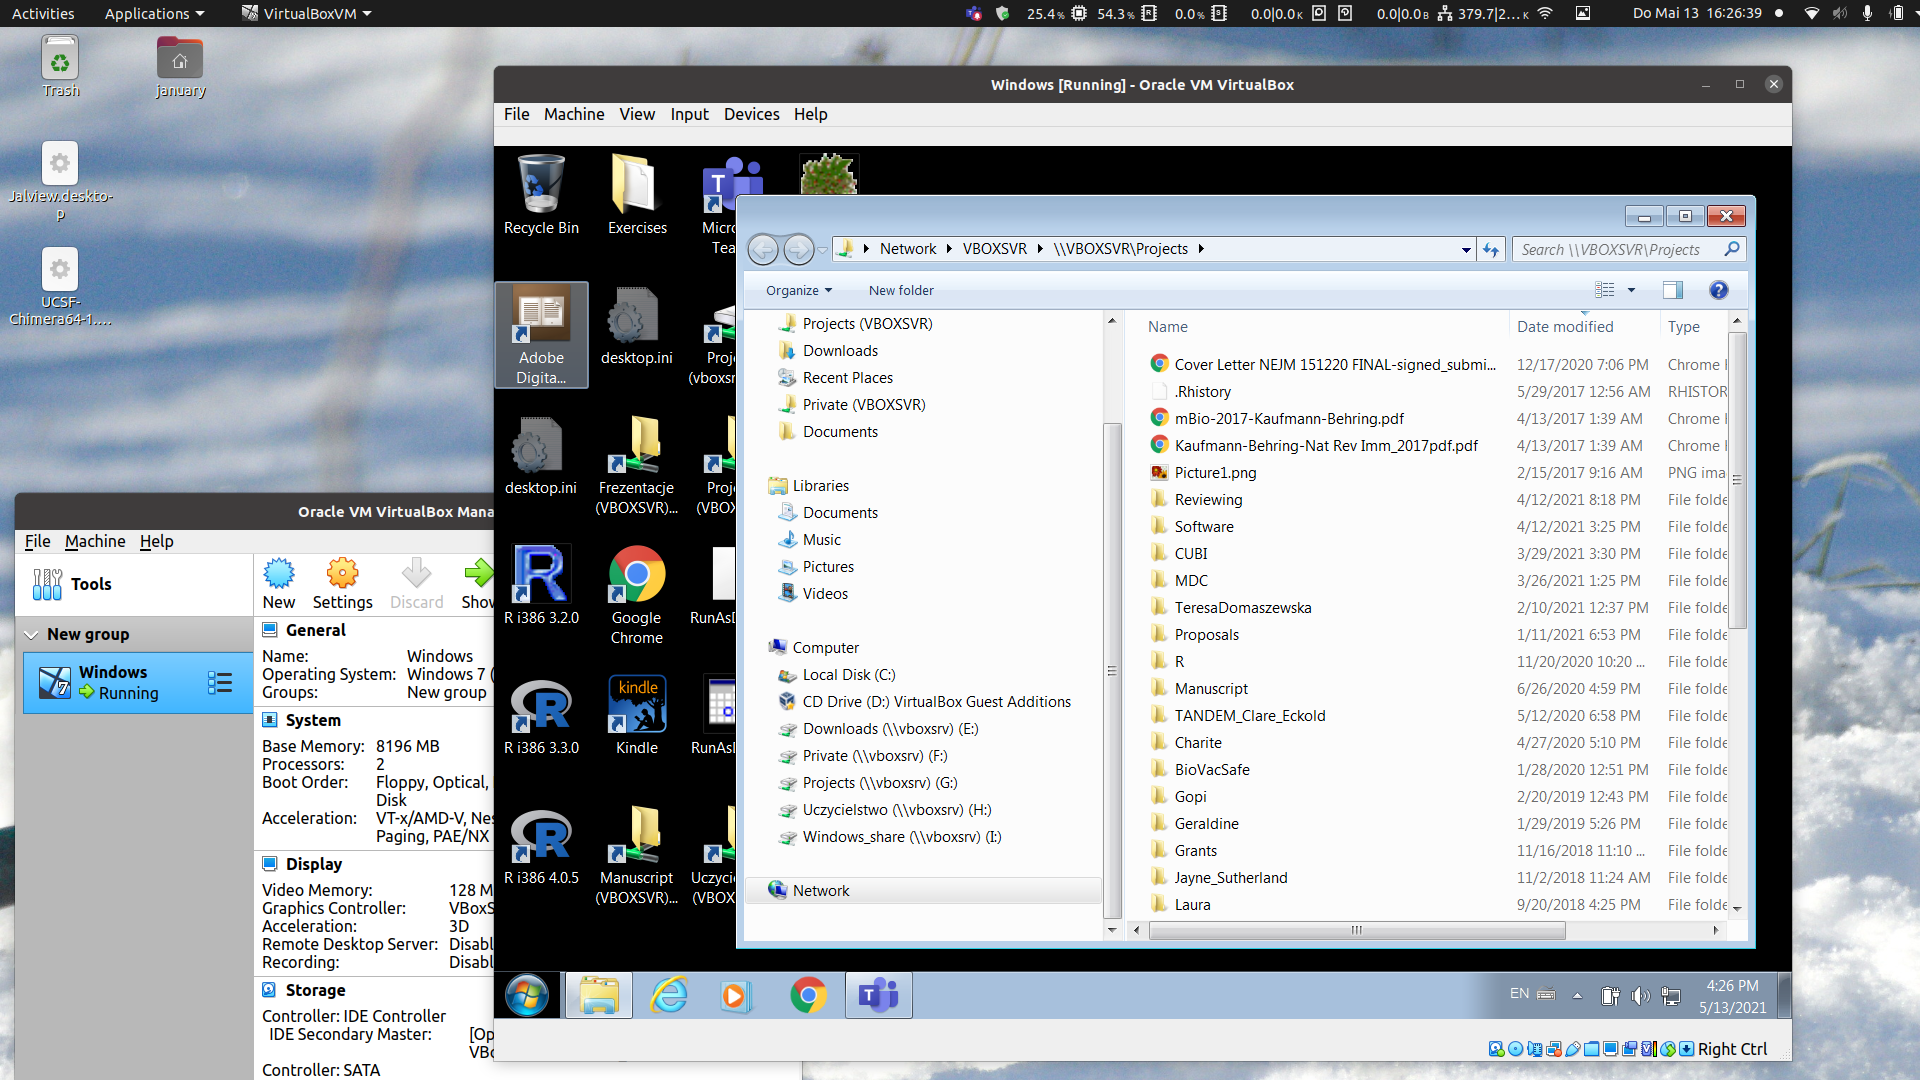 Activities
Applications
VirtualBoxVM
25.4%
54.3%
0.0%
0.0|0.0K
0.0|0.0B
379.7|2...K
Do Mai 13 16:26:39
Trash
january
Jalview.deskto-
p
UCSF-
Chimera64-1....
Windows [Running] - Oracle VM VirtualBox
File Machine View Input Devices Help
Recycle Bin
Exercises
Micro
Tea
Adobe
Digita...
desktop.ini
Proj
(vboxsr
desktop.ini
Frezentacje
(VBOXSVR)...
Proj
(VBOX
R i386 3.2.0
Google
Chrome
RunAsD
R i386 3.3.0
Kindle
RunAsD
R i386 4.0.5
Manuscript
(VBOXSVR)...
Uczyci
(VBOX
Network
VBOXSVR
\\VBOXSVR\Projects
Search \\VBOXSVR\Projects
Organize
New folder
Projects (VBOXSVR)
Downloads
Recent Places
Private (VBOXSVR)
Documents
Libraries
Documents
Music
Pictures
Videos
Computer
Local Disk (C:)
CD Drive (D:) VirtualBox Guest Additions
Downloads (\\vboxsrv) (E:)
Private (\\vboxsrv) (F:)
Projects (\\vboxsrv) (G:)
Uczycielstwo (\\vboxsrv) (H:)
Windows_share (\\vboxsrv) (I:)
Network
Name Date modified Type
Cover Letter NEJM 151220 FINAL-signed_submi... 12/17/2020 7:06 PM Chrome
.Rhistory 5/29/2017 12:56 AM RHISTOR
mBio-2017-Kaufmann-Behring.pdf 4/13/2017 1:39 AM Chrome
Kaufmann-Behring-Nat Rev Imm_2017pdf.pdf 4/13/2017 1:39 AM Chrome
Picture1.png 2/15/2017 9:16 AM PNG ima
Reviewing 4/12/2021 8:18 PM File folde
Software 4/12/2021 3:25 PM File folde
CUBI 3/29/2021 3:30 PM File folde
MDC 3/26/2021 1:25 PM File folde
TeresaDomaszewska 2/10/2021 12:37 PM File folde
Proposals 1/11/2021 6:53 PM File folde
R 11/20/2020 10:20 ... File folde
Manuscript 6/26/2020 4:59 PM File folde
TANDEM_Clare_Eckold 5/12/2020 6:58 PM File folde
Charite 4/27/2020 5:10 PM File folde
BioVacSafe 1/28/2020 12:51 PM File folde
Gopi 2/20/2019 12:43 PM File folde
Geraldine 1/29/2019 5:26 PM File folde
Grants 11/16/2018 11:10 ... File folde
Jayne_Sutherland 11/2/2018 11:24 AM File folde
Laura 9/20/2018 4:25 PM File folde
EN
4:26 PM
5/13/2021
Right Ctrl
Oracle VM VirtualBox Mana
File Machine Help
Tools
New Settings Discard Show
New group
Windows
Running
General
Name: Windows
Operating System: Windows 7 (
Groups: New group
System
Base Memory: 8196 MB
Processors: 2
Boot Order: Floppy, Optical,
Disk
Acceleration: VT-x/AMD-V, Nes
Paging, PAE/NX
Display
Video Memory: 128 M
Graphics Controller: VBoxS
Acceleration: 3D
Remote Desktop Server: Disabl
Recording: Disabl
Storage
Controller: IDE Controller
IDE Secondary Master: [Op
VBo
Controller: SATA